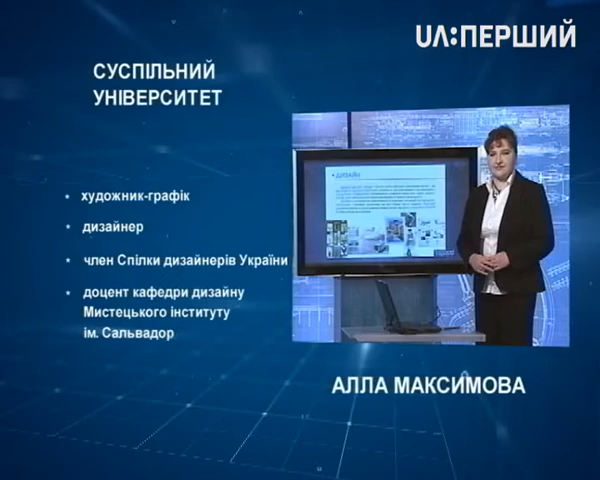 UA:ПЕРШИЙ
СУСПІЛЬНИЙ
УНІВЕРСИТЕТ
• художник-графік
• дизайнер
• член Спілки дизайнерів України
• доцент кафедри дизайну
Мистецького інституту
ім. Сальвадор
• ДИЗАЙН
АЛЛА МАКСИМОВА